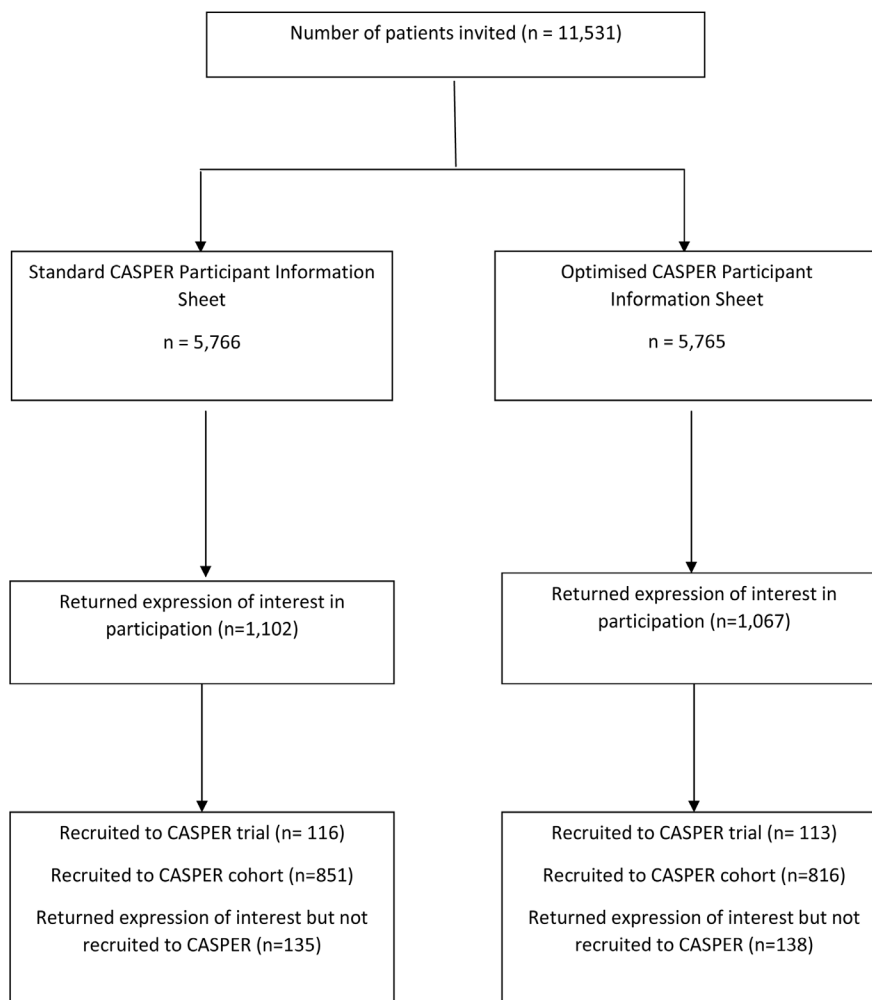 Number of patients invited (n = 11,531)
Standard CASPER Participant Information
Sheet
n = 5,766
Optimised CASPER Participant
Information Sheet
n = 5,765
Returned expression of interest in
participation (n=1,102)
Returned expression of interest in
participation (n=1,067)
Recruited to CASPER trial (n= 116)
Recruited to CASPER cohort (n=851)
Returned expression of interest but not
recruited to CASPER (n=135)
Recruited to CASPER trial (n= 113)
Recruited to CASPER cohort (n=816)
Returned expression of interest but not
recruited to CASPER (n=138)